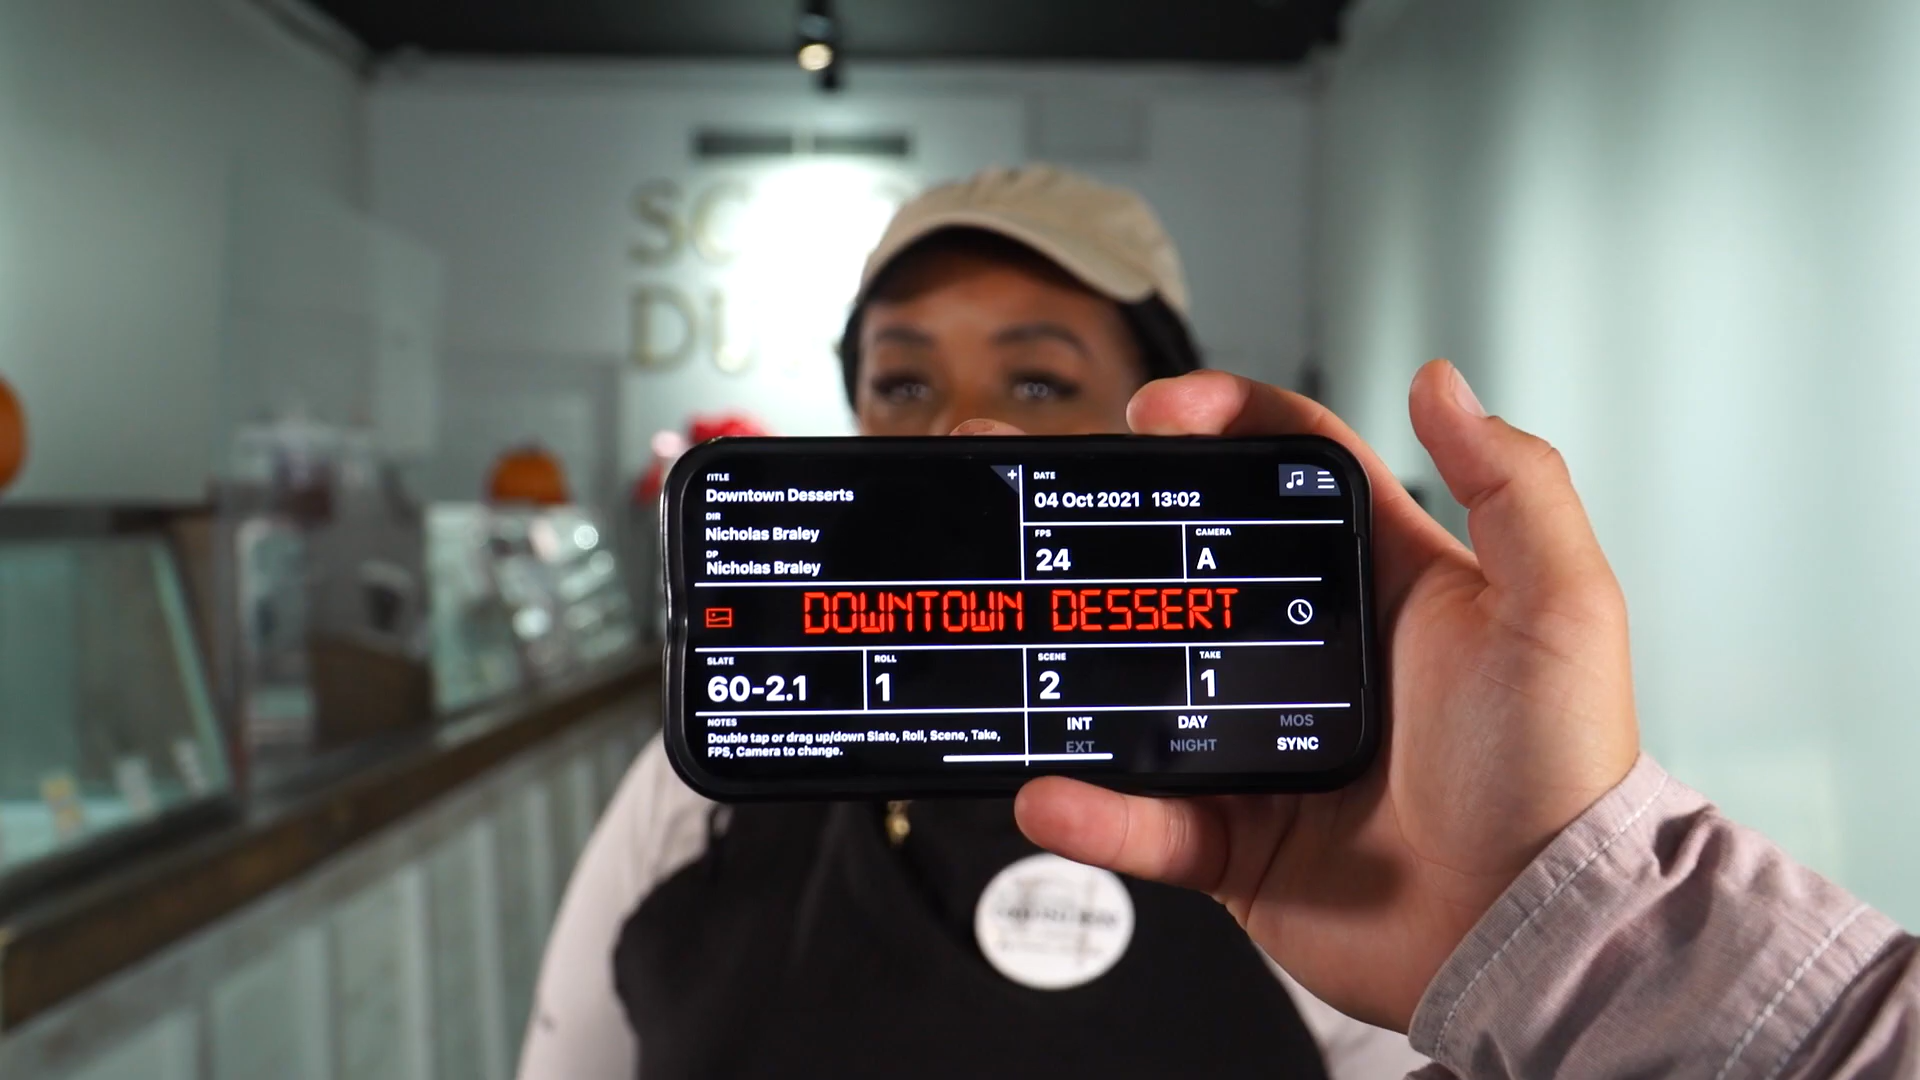 TITLE
Downtown Desserts
DIR
Nicholas Braley
DP
Nicholas Braley
DATE
04 Oct 2021 13:02
FPS
24
CAMERA
A
DOWNTOWN DESSERT
SLATE
60-2.1
ROLL
1
SCENE
2
TAKE
1
NOTES
Double tap or drag up/down Slate, Roll, Scene, Take,
FPS, Camera to change.
INT
DAY
MOS
EXT
NIGHT
SYNC